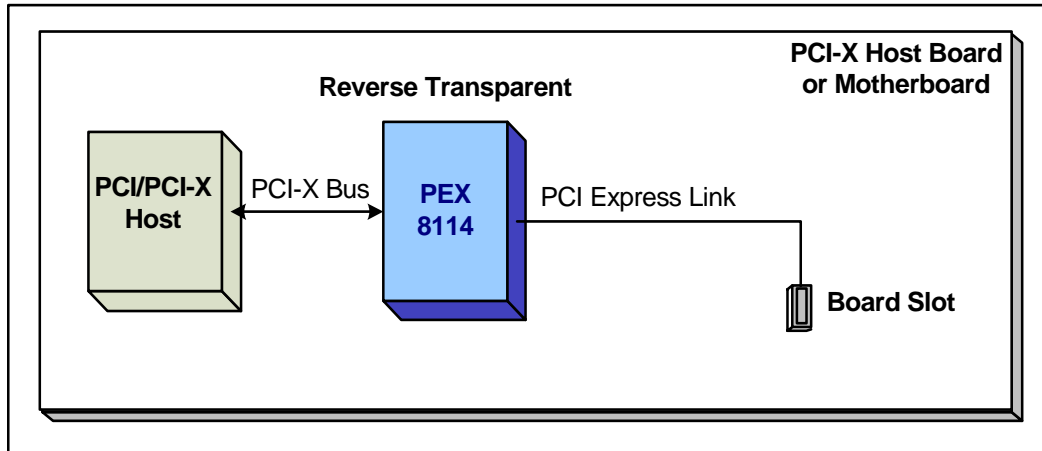 PCI-X Host Board
or Motherboard
Reverse Transparent
PCI/PCI-X
Host
PCI-X Bus
PEX
8114
PCI Express Link
Board Slot